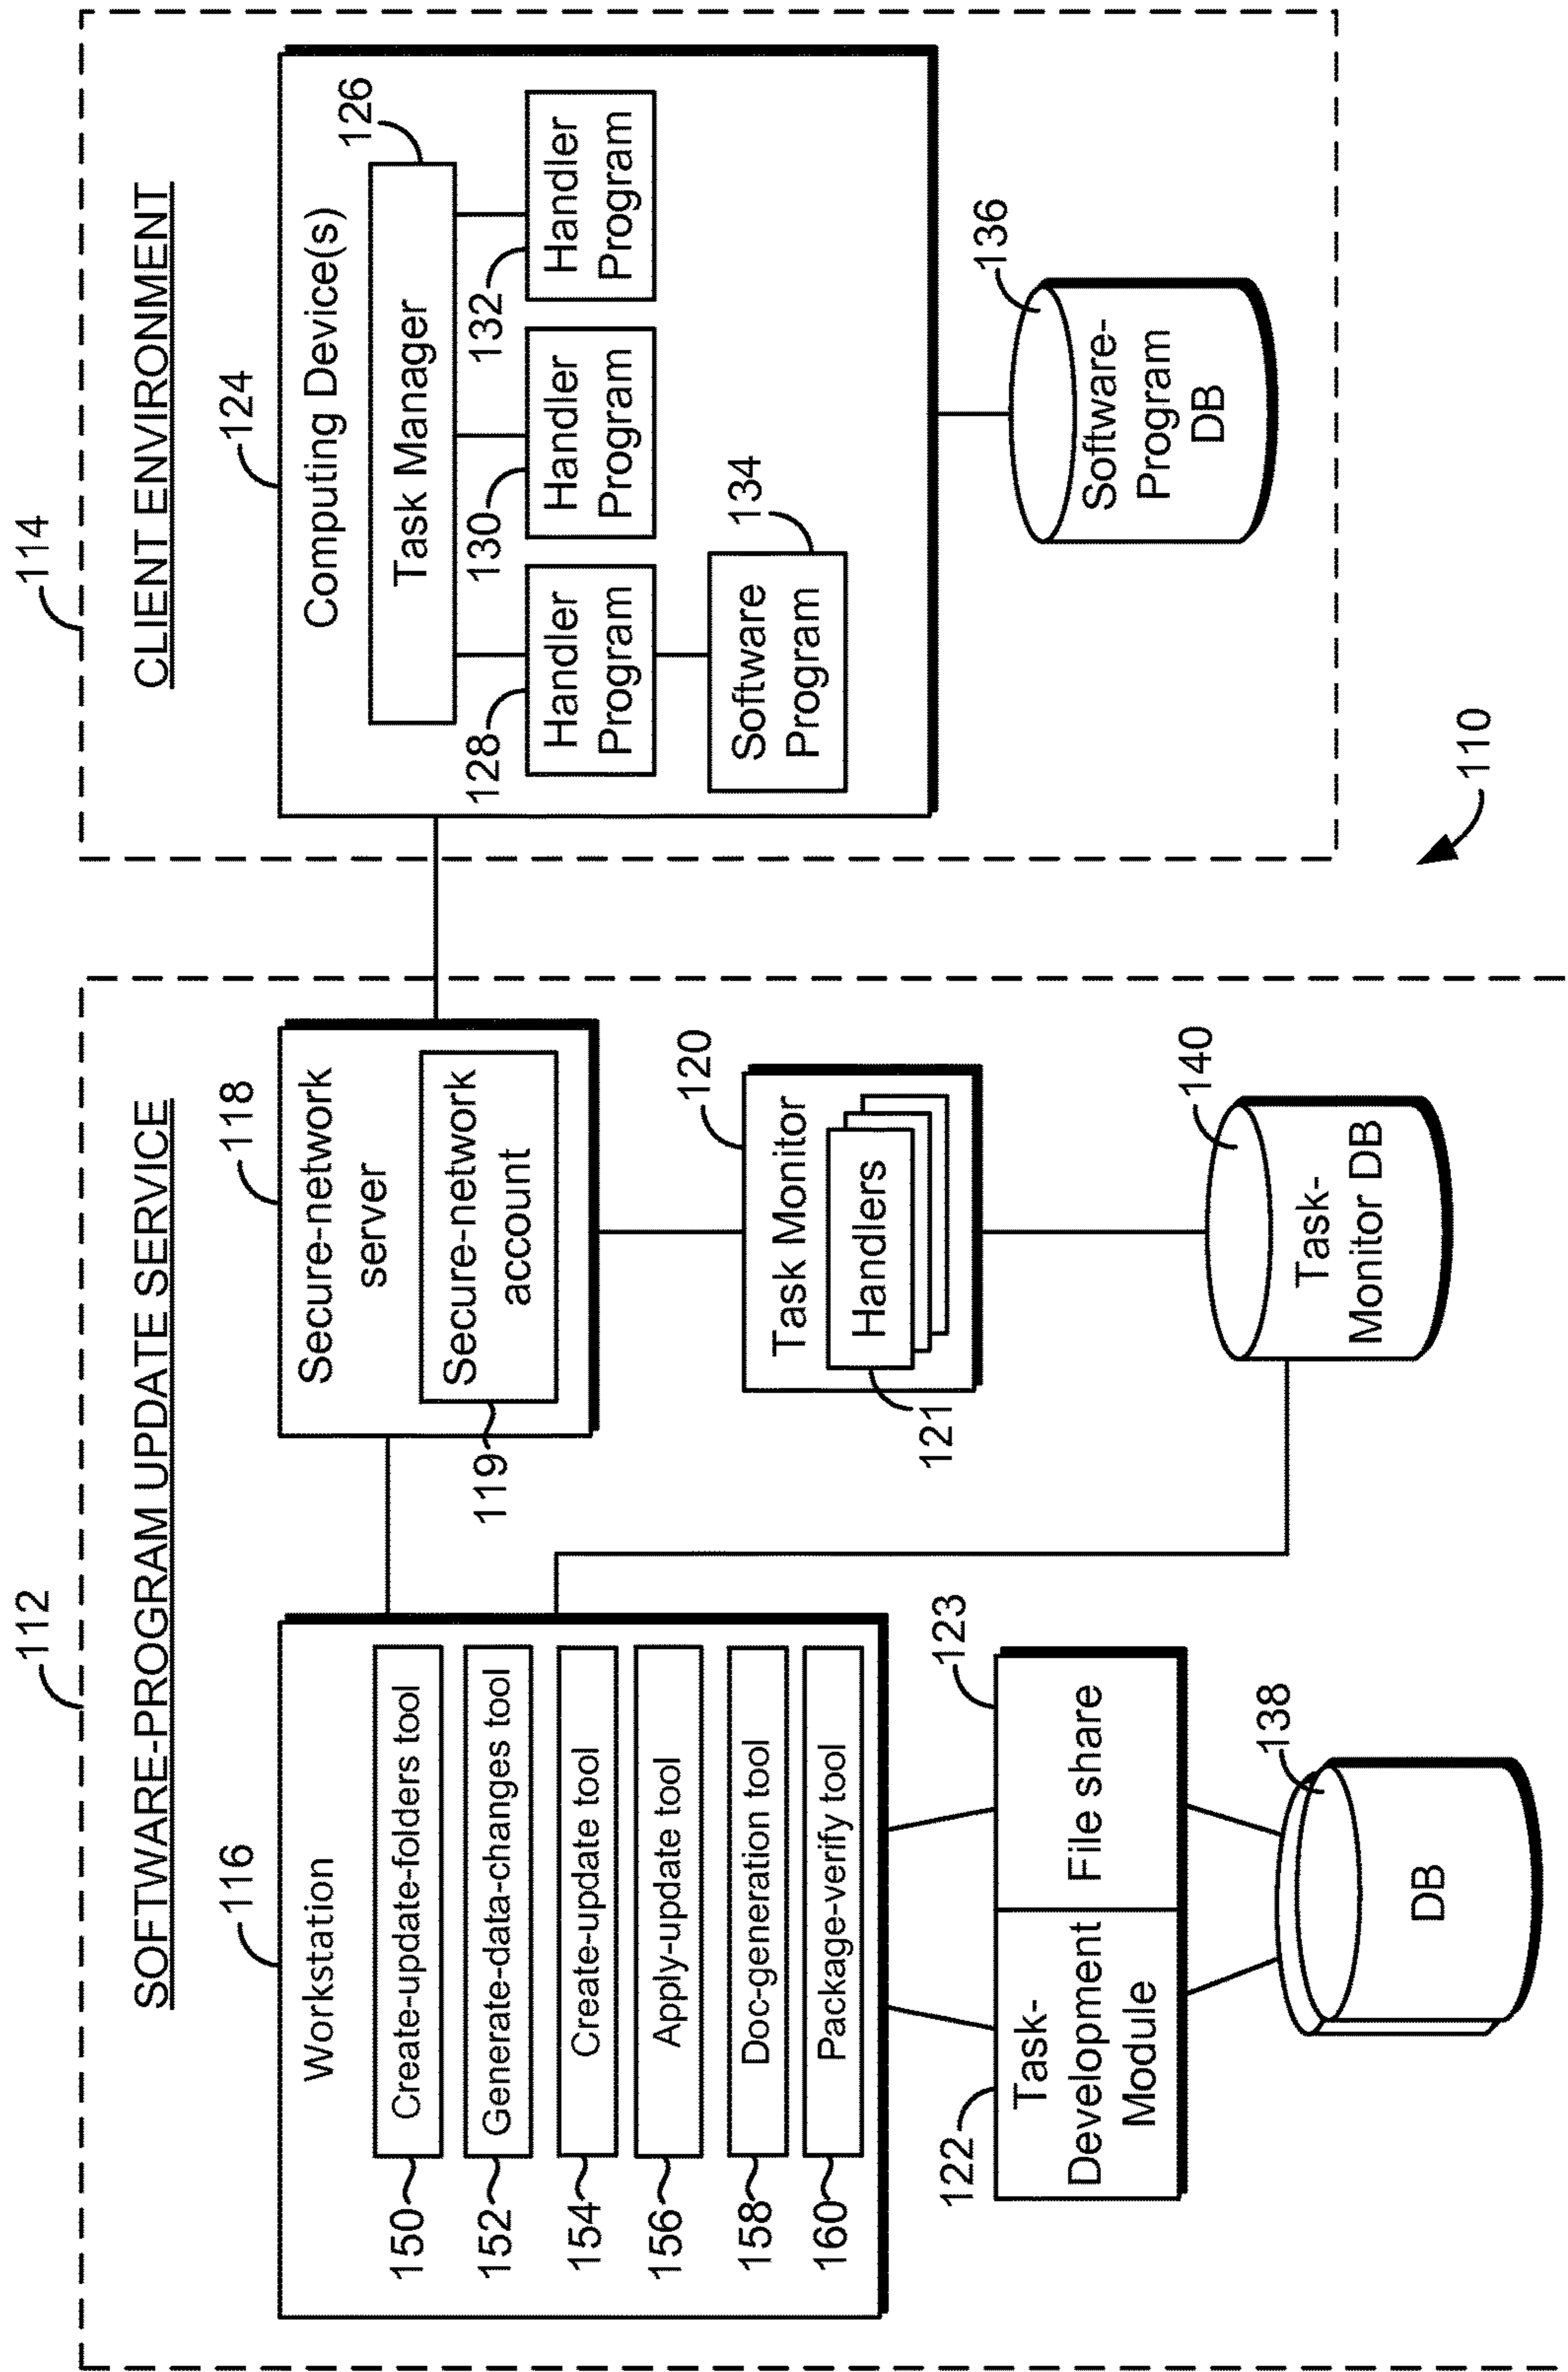 112
SOFTWARE-PROGRAM UPDATE SERVICE
116
Workstation
150
Create-update-folders tool
152
Generate-data-changes tool
154
Create-update tool
156
Apply-update tool
158
Doc-generation tool
160
Package-verify tool
122
Task-
Development
Module
123
File share
138
DB
118
Secure-network
server
119
Secure-network
account
120
Task Monitor
121
Handlers
140
Task-
Monitor DB
114
CLIENT ENVIRONMENT
124
Computing Device(s)
126
Task Manager
128
Handler
Program
130
Handler
Program
132
Handler
Program
134
Software
Program
136
Software-
Program
DB
110